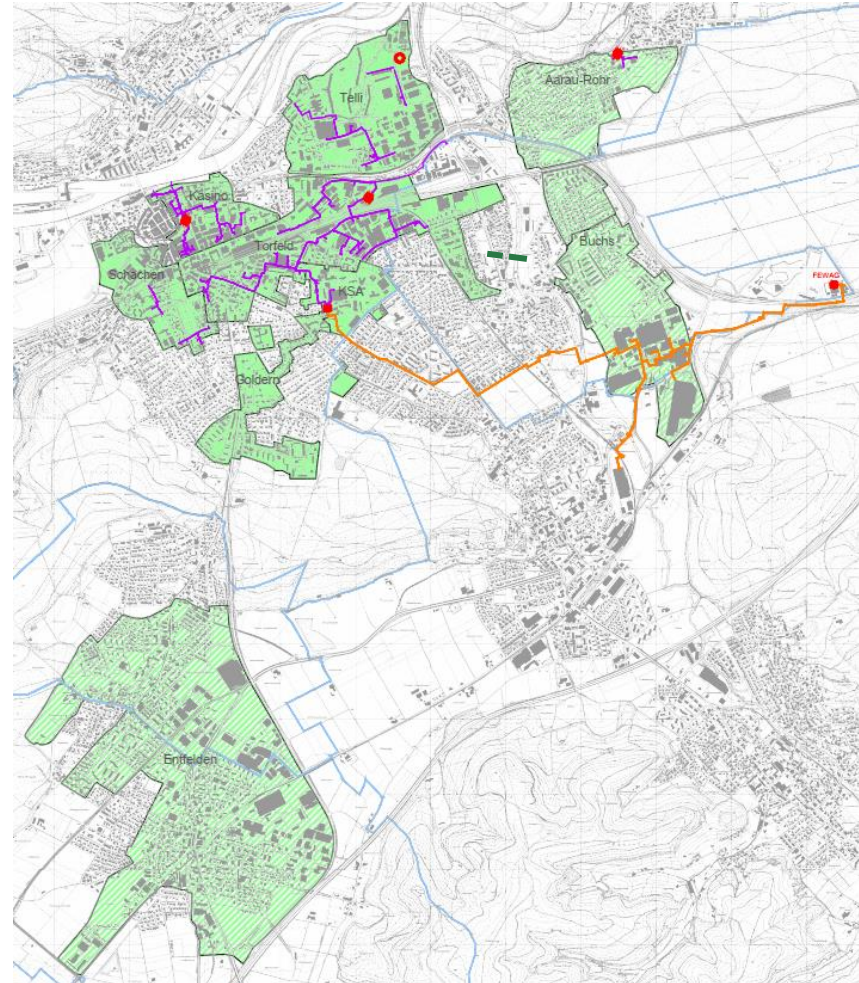 Aarau-Rohr
Telli
Kasino
Torfeld
Buchs
Schachen
FEWAG
KSA
Goldern
Entfelden